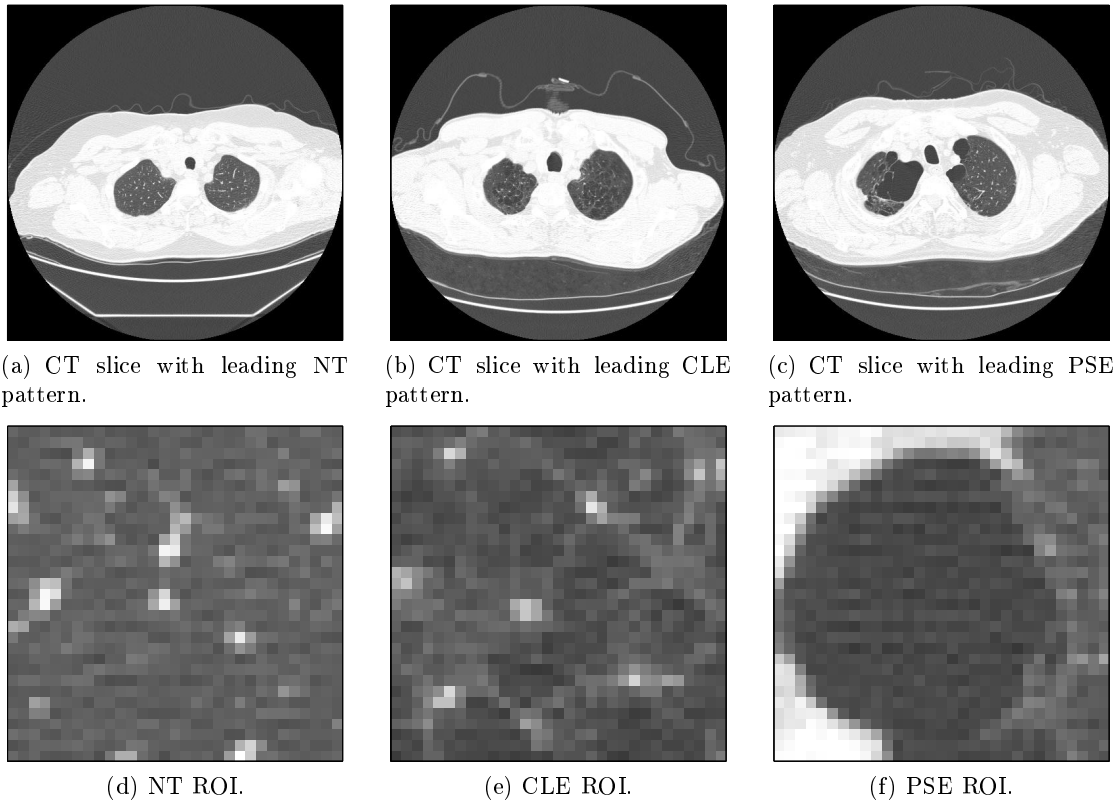 (a) CT slice with leading NT
pattern.
(b) CT slice with leading CLE
pattern.
(c) CT slice with leading PSE
pattern.
(d) NT ROI.
(e) CLE ROI.
(f) PSE ROI.